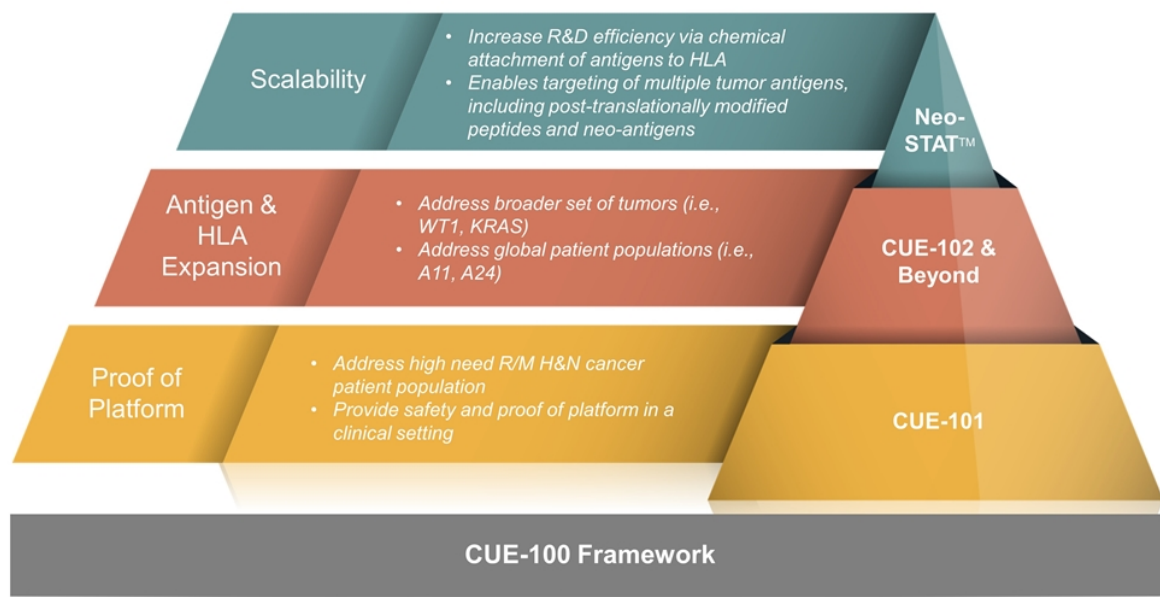 Scalability
• Increase R&D efficiency via chemical
attachment of antigens to HLA
• Enables targeting of multiple tumor antigens,
including post-translationally modified
peptides and neo-antigens
Neo-
STAT™
Antigen &
HLA
Expansion
• Address broader set of tumors (i.e.,
WT1, KRAS)
• Address global patient populations (i.e.,
A11, A24)
CUE-102 &
Beyond
Proof of
Platform
• Address high need R/M H&N cancer
patient population
• Provide safety and proof of platform in a
clinical setting
CUE-101
CUE-100 Framework